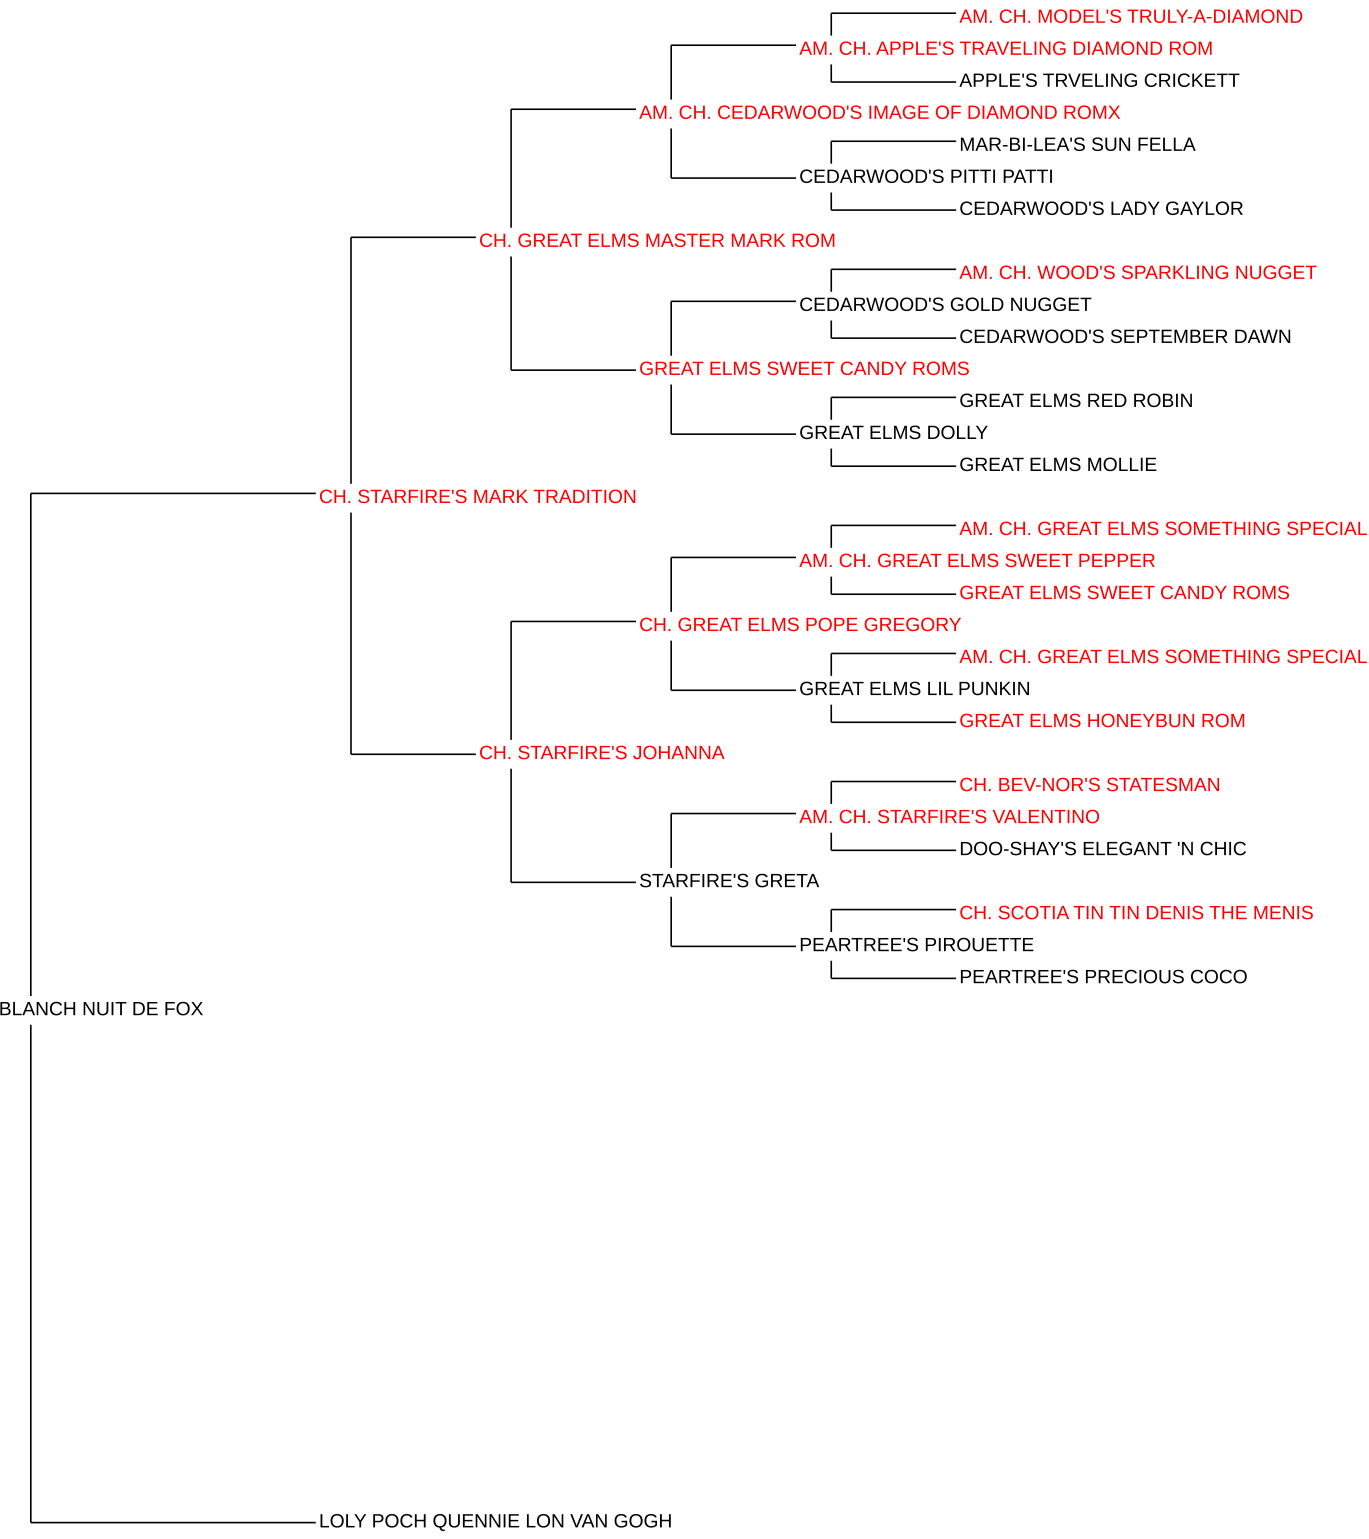 AM. CH. MODEL'S TRULY-A-DIAMOND
AM. CH. APPLE'S TRAVELING DIAMOND ROM
APPLE'S TRVELING CRICKETT
AM. CH. CEDARWOOD'S IMAGE OF DIAMOND ROMX
MAR-BI-LEA'S SUN FELLA
CEDARWOOD'S PITTI PATTI
CEDARWOOD'S LADY GAYLOR
CH. GREAT ELMS MASTER MARK ROM
AM. CH. WOOD'S SPARKLING NUGGET
CEDARWOOD'S GOLD NUGGET
CEDARWOOD'S SEPTEMBER DAWN
GREAT ELMS SWEET CANDY ROMS
GREAT ELMS RED ROBIN
GREAT ELMS DOLLY
GREAT ELMS MOLLIE
CH. STARFIRE'S MARK TRADITION
AM. CH. GREAT ELMS SOMETHING SPECIAL
AM. CH. GREAT ELMS SWEET PEPPER
GREAT ELMS SWEET CANDY ROMS
CH. GREAT ELMS POPE GREGORY
AM. CH. GREAT ELMS SOMETHING SPECIAL
GREAT ELMS LIL PUNKIN
GREAT ELMS HONEYBUN ROM
CH. STARFIRE'S JOHANNA
CH. BEV-NOR'S STATESMAN
AM. CH. STARFIRE'S VALENTINO
DOO-SHAY'S ELEGANT 'N CHIC
STARFIRE'S GRETA
CH. SCOTIA TIN TIN DENIS THE MENIS
PEARTREE'S PIROUETTE
PEARTREE'S PRECIOUS COCO
BLANCH NUIT DE FOX
LOLY POCH QUENNIE LON VAN GOGH